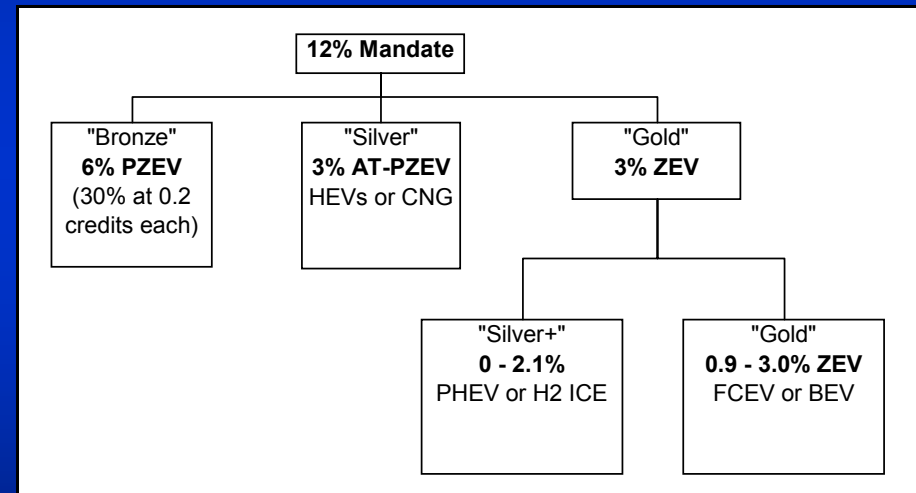 12% Mandate
"Bronze"
6% PZEV
(30% at 0.2
credits each)
"Silver"
3% AT-PZEV
HEVs or CNG
"Gold"
3% ZEV
"Silver+"
0 - 2.1%
PHEV or H2 ICE
"Gold"
0.9 - 3.0% ZEV
FCEV or BEV